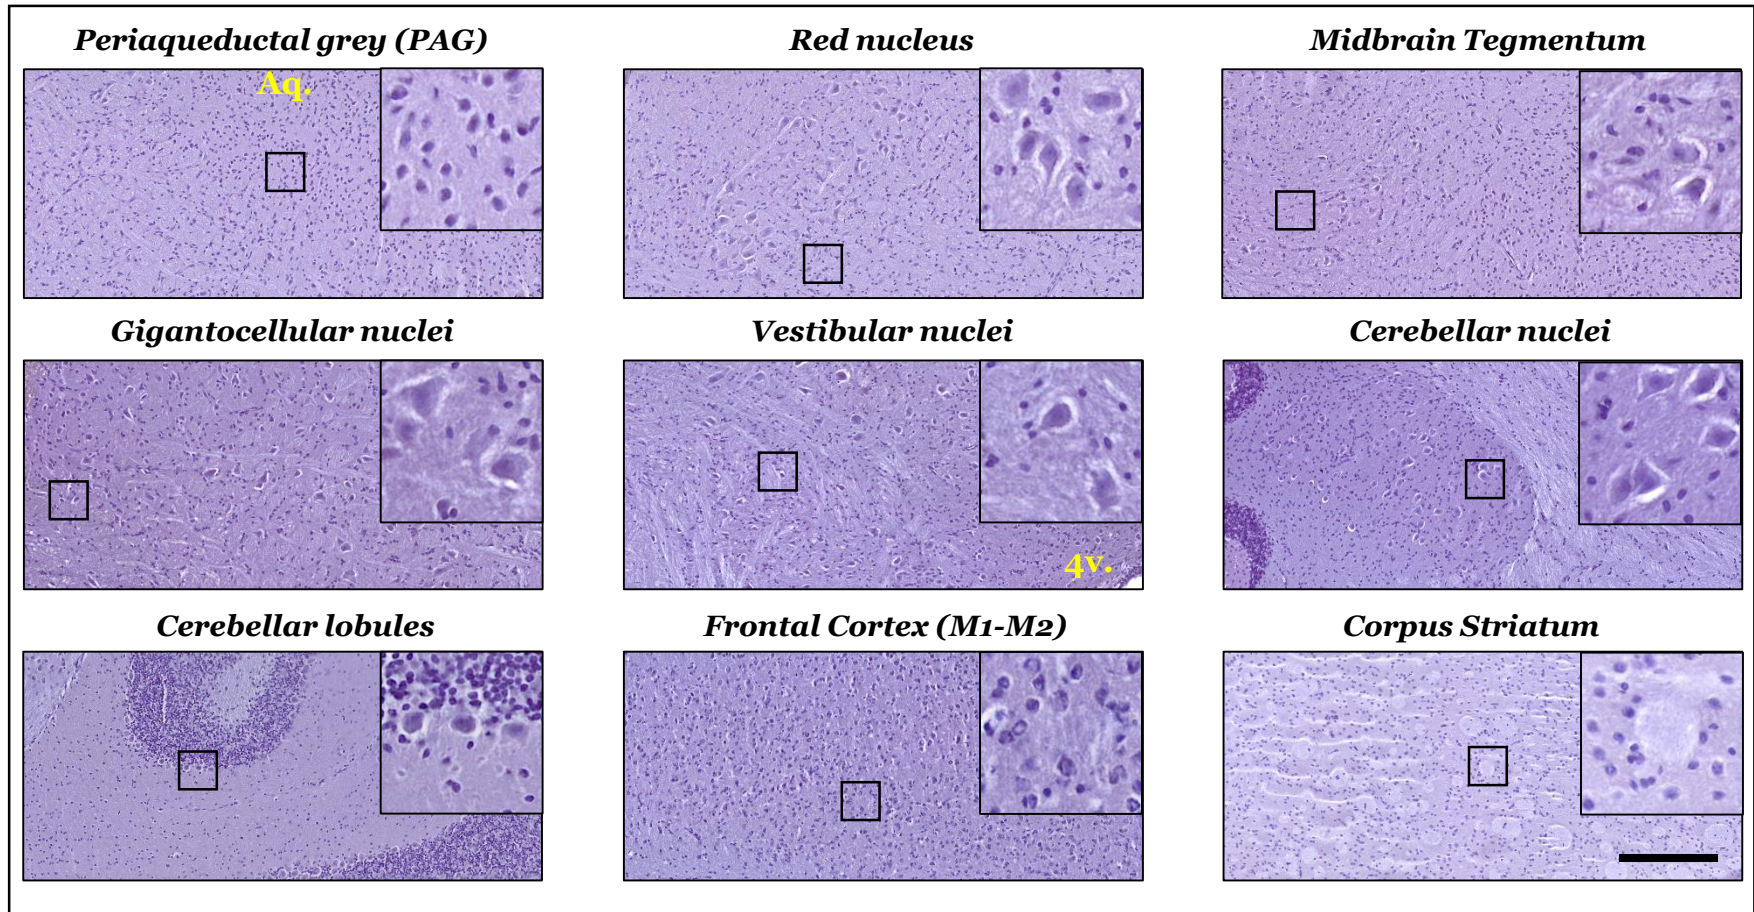 Periaqueductal grey (PAG)
Red nucleus
Midbrain Tegmentum
Aq.
Gigantocellular nuclei
Vestibular nuclei
Cerebellar nuclei
4v.
Cerebellar lobules
Frontal Cortex (M1-M2)
Corpus Striatum